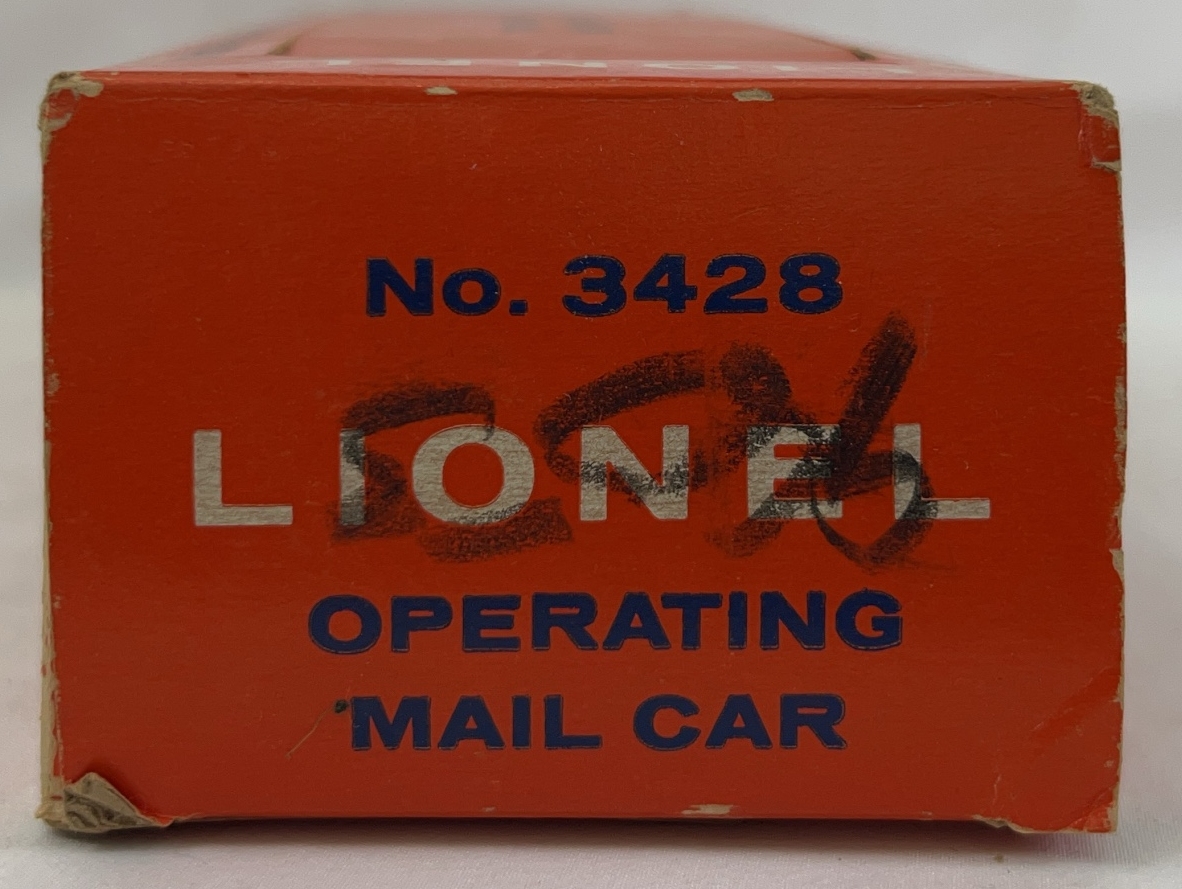 No. 3428
LIONEL
OPERATING
MAIL CAR